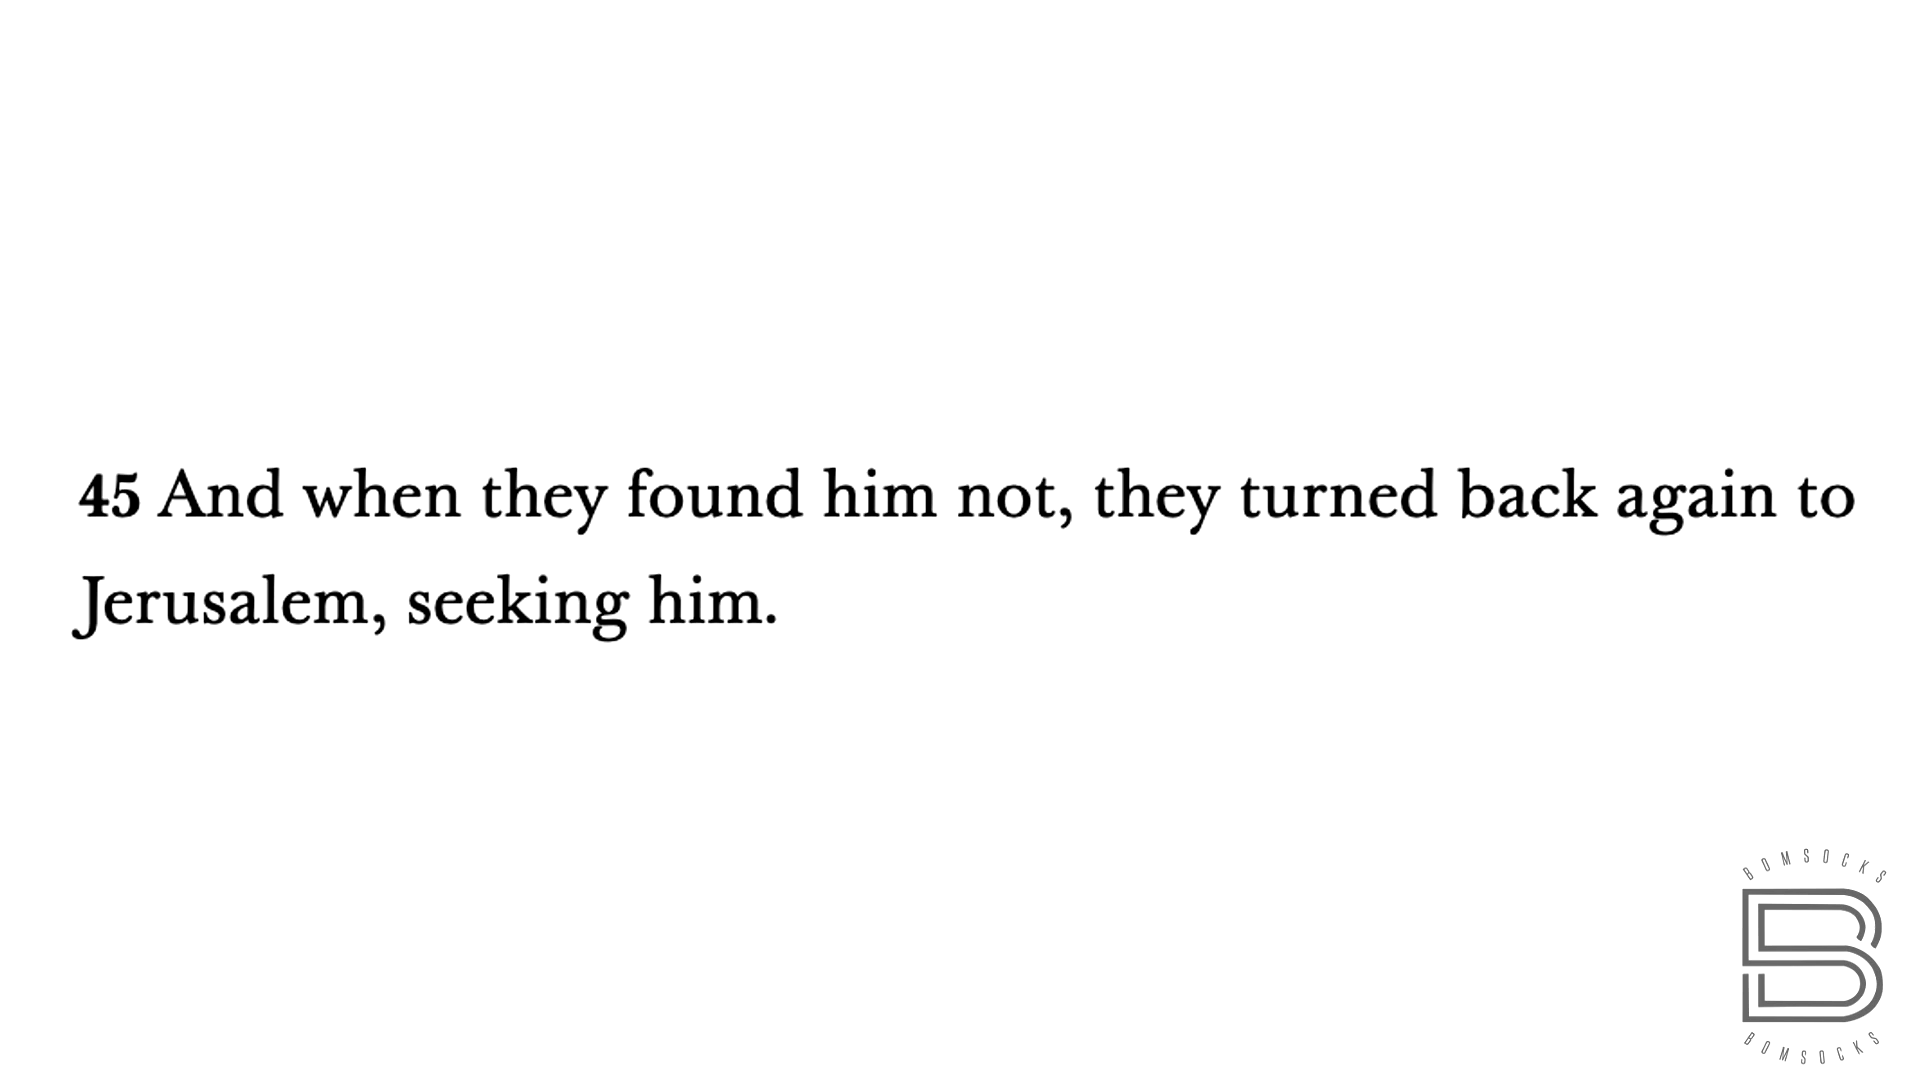 45 And when they found him not, they turned back again to
Jerusalem, seeking him.
BOMSOCKS
BOMSOCKS